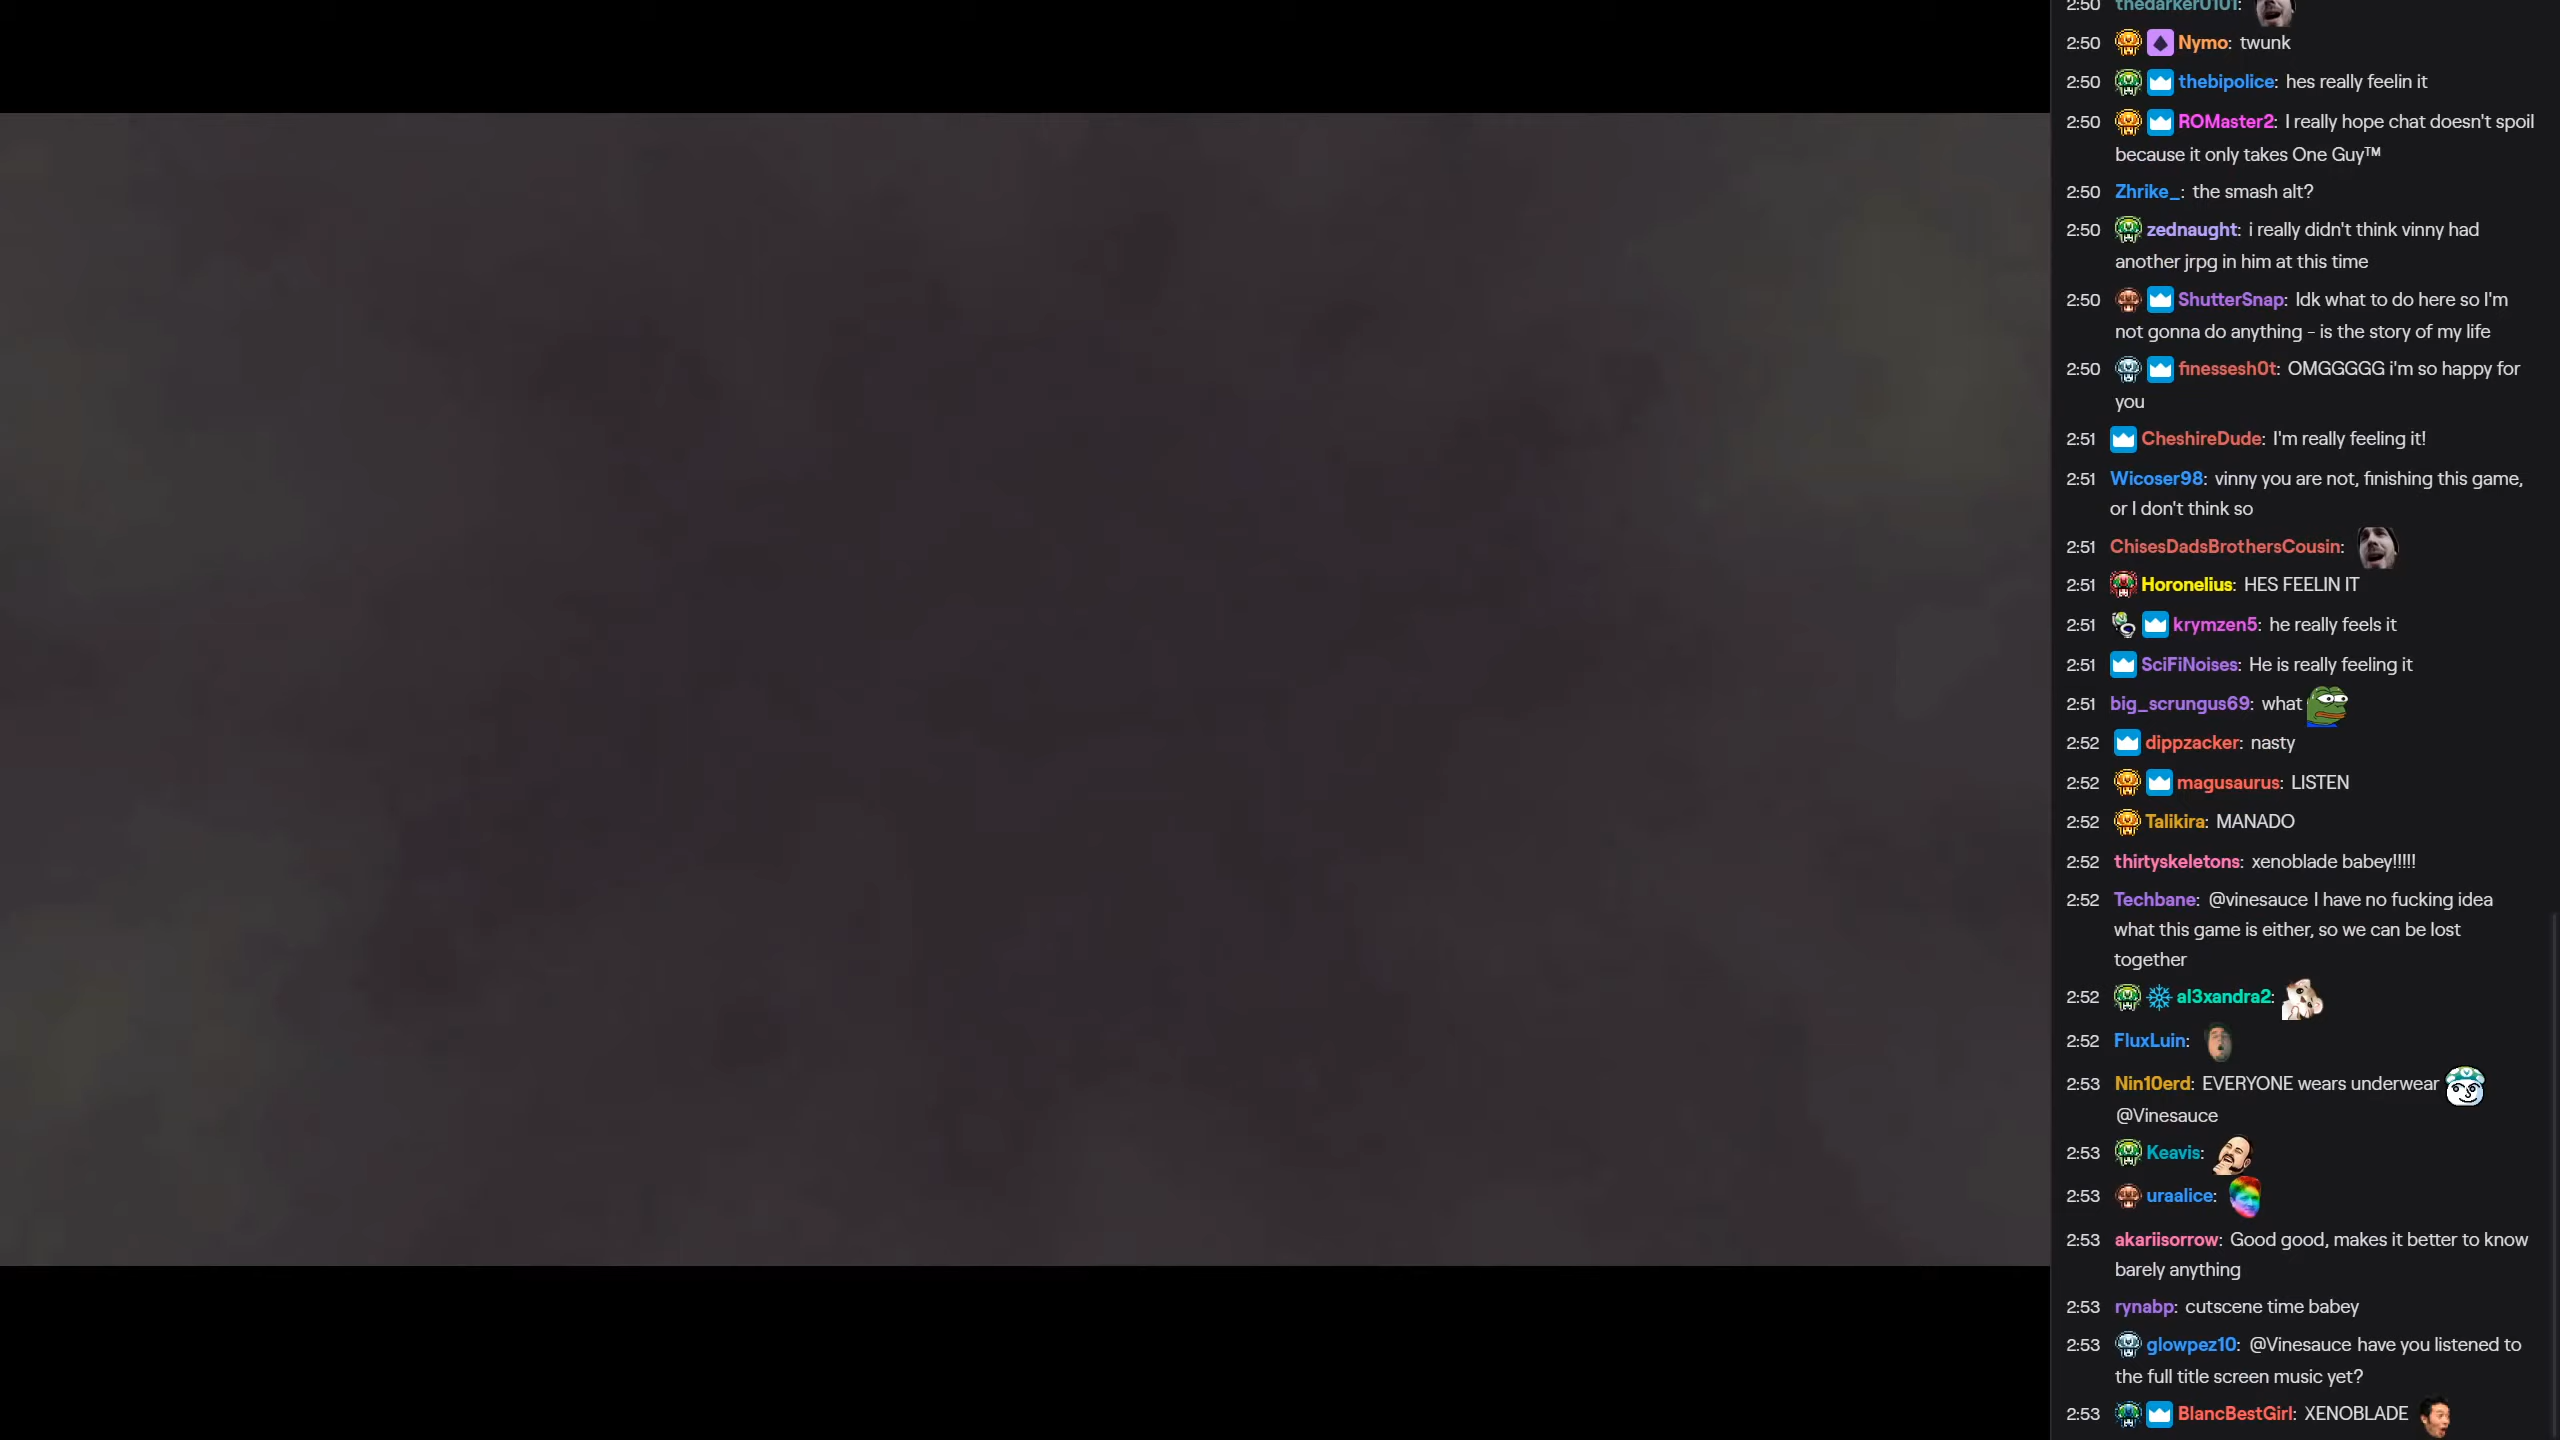 2:50 thedarker0101:
2:50 Nymo: twunk
2:50 thebipolice: hes really feelin it
2:50 ROMaster2: I really hope chat doesn't spoil
because it only takes One Guy™
2:50 Zhrike_: the smash alt?
2:50 zednaught: i really didn't think vinny had
another jrpg in him at this time
2:50 ShutterSnap: Idk what to do here so I'm
not gonna do anything - is the story of my life
2:50 finessesh0t: OMGGGGG i'm so happy for
you
2:51 CheshireDude: I'm really feeling it!
2:51 Wicoser98: vinny you are not, finishing this game,
or I don't think so
2:51 ChisesDadsBrothersCousin:
2:51 Horonelius: HES FEELIN IT
2:51 krymzen5: he really feels it
2:51 SciFiNoises: He is really feeling it
2:51 big_scrungus69: what
2:52 dippzacker: nasty
2:52 magusaurus: LISTEN
2:52 Talikira: MANADO
2:52 thirtyskeletons: xenoblade babey!!!!!
2:52 Techbane: @vinesauce I have no fucking idea
what this game is either, so we can be lost
together
2:52 al3xandra2:
2:52 FluxLuin:
2:53 Nin10erd: EVERYONE wears underwear
@Vinesauce
2:53 Keavis:
2:53 uraalice:
2:53 akariisorrow: Good good, makes it better to know
barely anything
2:53 rynabp: cutscene time babey
2:53 glowpez10: @Vinesauce have you listened to
the full title screen music yet?
2:53 BlancBestGirl: XENOBLADE